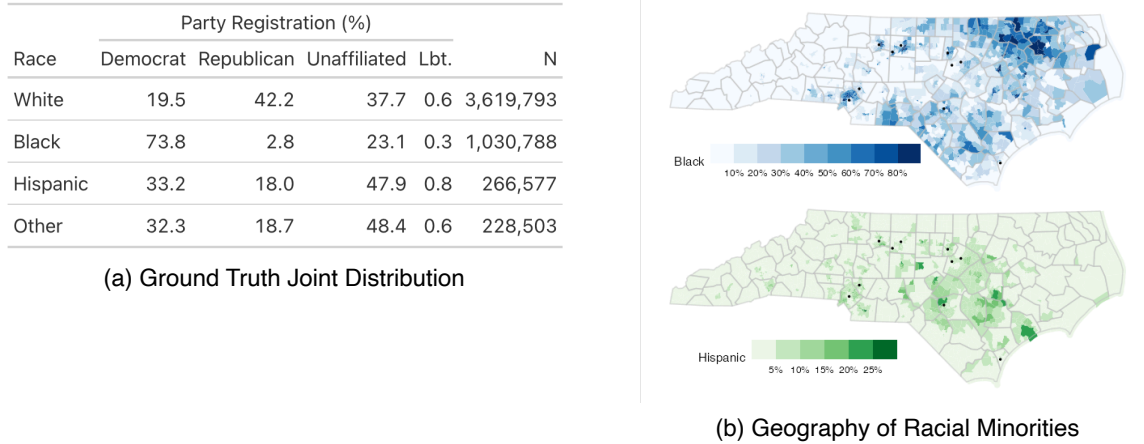 Party Registration (%)
Race Democrat Republican Unaffiliated Lbt. N
White 19.5 42.2 37.7 0.6 3,619,793
Black 73.8 2.8 23.1 0.3 1,030,788
Hispanic 33.2 18.0 47.9 0.8 266,577
Other 32.3 18.7 48.4 0.6 228,503
(a) Ground Truth Joint Distribution
Black
10% 20% 30% 40% 50% 60% 70% 80%
Hispanic
5% 10% 15% 20% 25%
(b) Geography of Racial Minorities